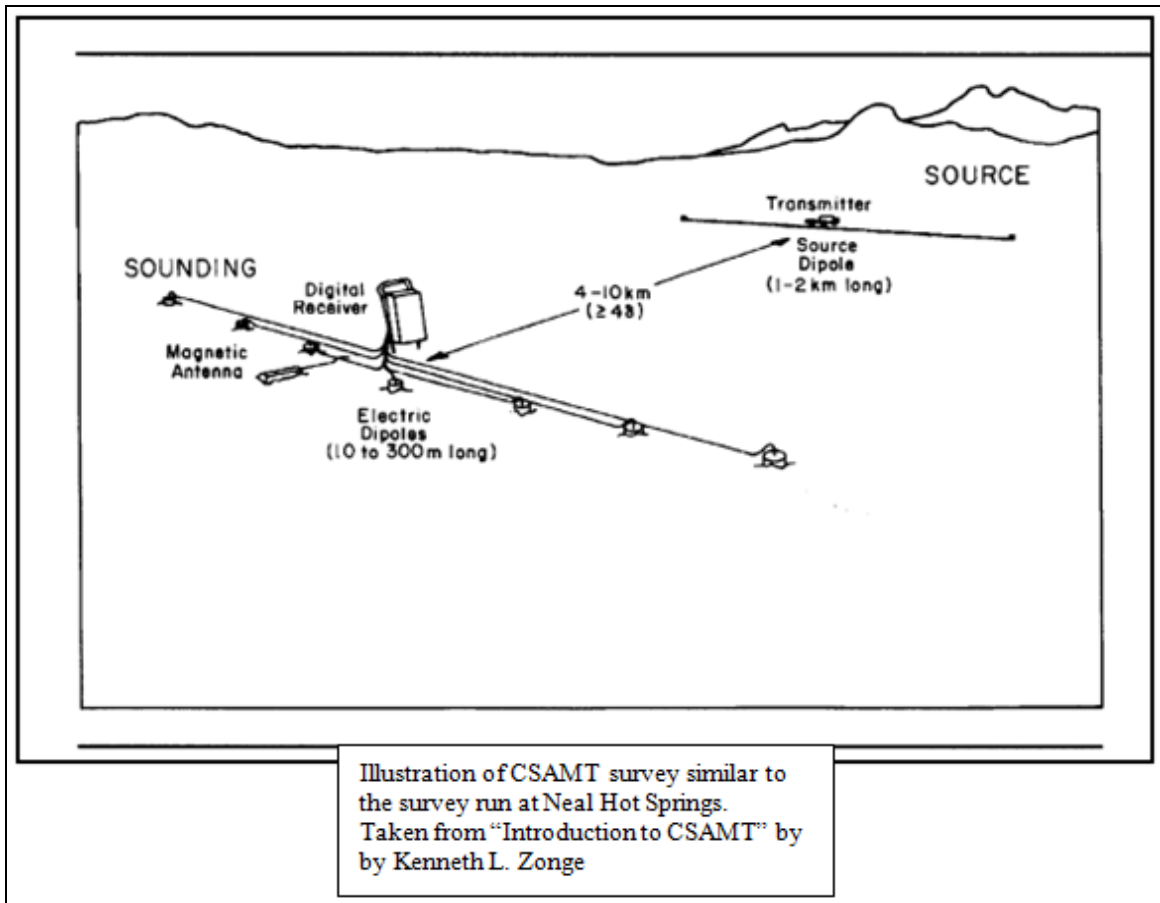 SOURCE
Transmitter
Source
Dipole
(1-2 km long)
SOUNDING
Digital
Receiver
4-10km
(≥4δ)
Magnetic
Antenna
Electric
Dipoles
(10 to 300m long)
Illustration of CSAMT survey similar to
the survey run at Neal Hot Springs.
Taken from “Introduction to CSAMT” by
by Kenneth L. Zonge